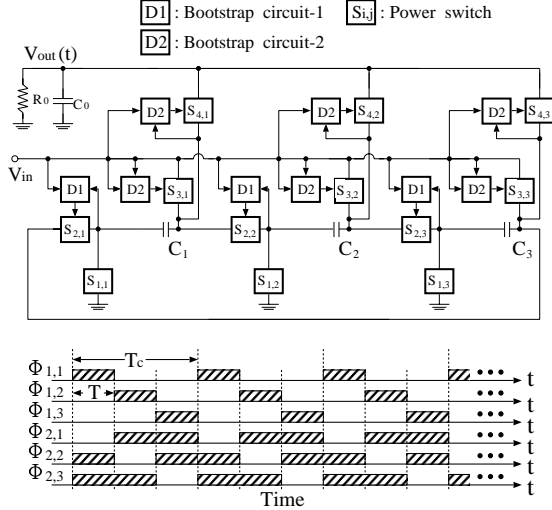 D1 : Bootstrap circuit-1 Si,j : Power switch
D2 : Bootstrap circuit-2
Vout (t)
R0 C0
D2 S4,1 D2 S4,2 D2 S4,3
Vin
D1 D2 S3,1 D1 D2 S3,2 D1 D2 S3,3
S2,1 C1 S2,2 C2 S2,3 C3
S1,1 S1,2 S1,3
Φ1,1 Tc t
Φ1,2 T t
Φ1,3 t
Φ2,1 t
Φ2,2 t
Φ2,3 t
Time